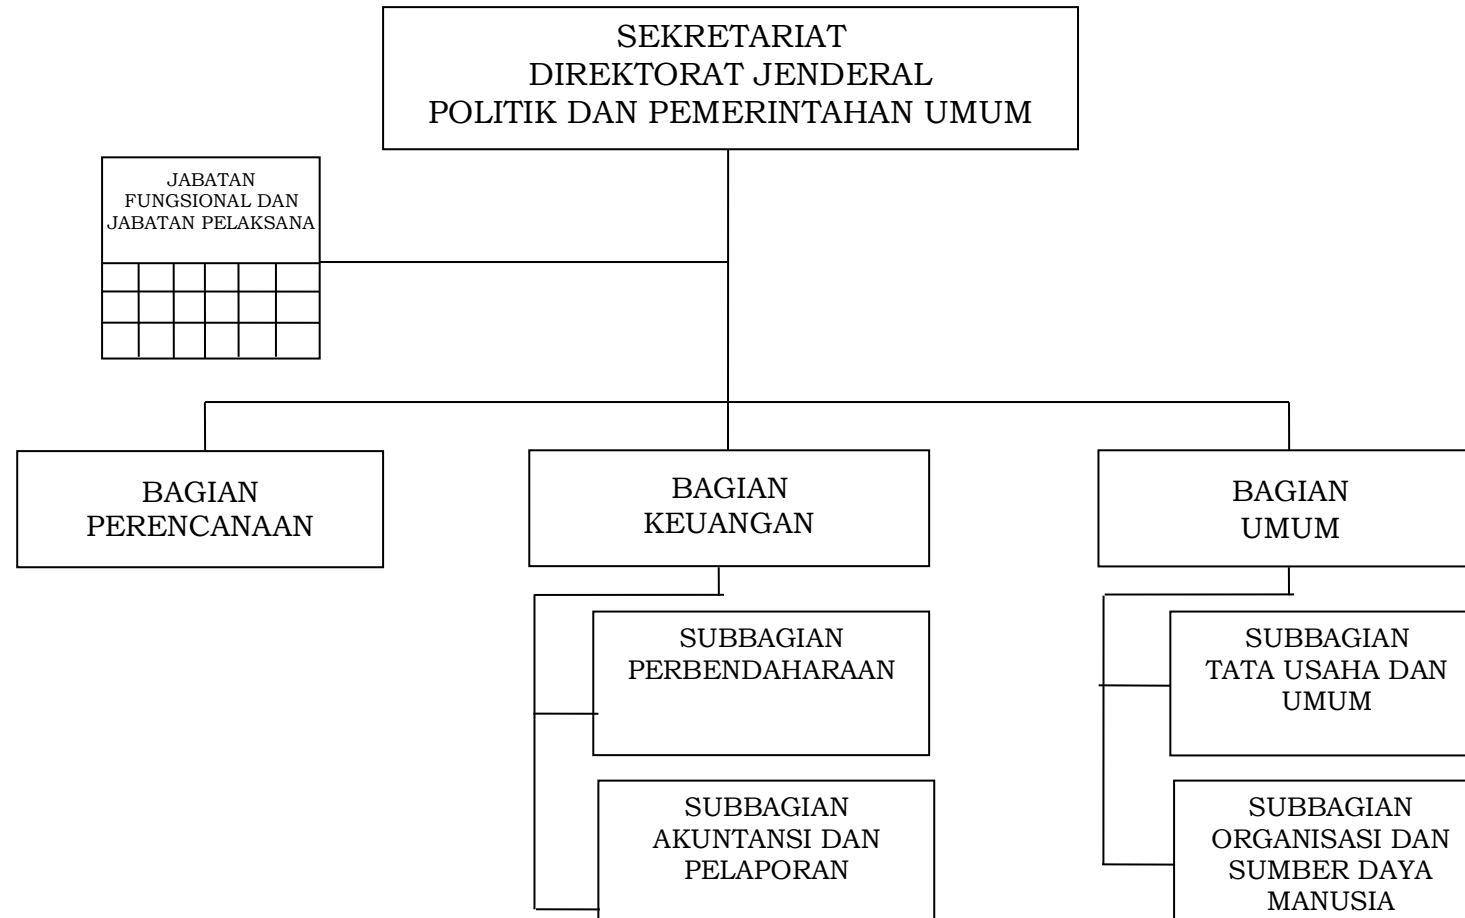 SEKRETARIAT
DIREKTORAT JENDERAL
POLITIK DAN PEMERINTAHAN UMUM
JABATAN
FUNGSIONAL DAN
JABATAN PELAKSANA
BAGIAN
PERENCANAAN
BAGIAN
KEUANGAN
BAGIAN
UMUM
SUBBAGIAN
PERBENDAHARAAN
SUBBAGIAN
TATA USAHA DAN
UMUM
SUBBAGIAN
AKUNTANSI DAN
PELAPORAN
SUBBAGIAN
ORGANISASI DAN
SUMBER DAYA
MANUSIA